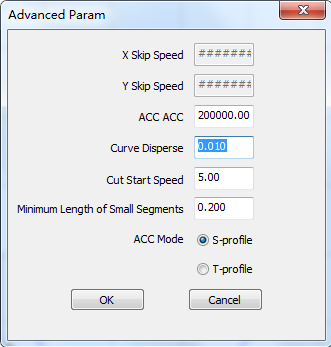 Advanced Param
X Skip Speed #######
Y Skip Speed #######
ACC ACC 200000.00
Curve Disperse 0.010
Cut Start Speed 5.00
Minimum Length of Small Segments 0.200
ACC Mode S-profile
T-profile
OK Cancel